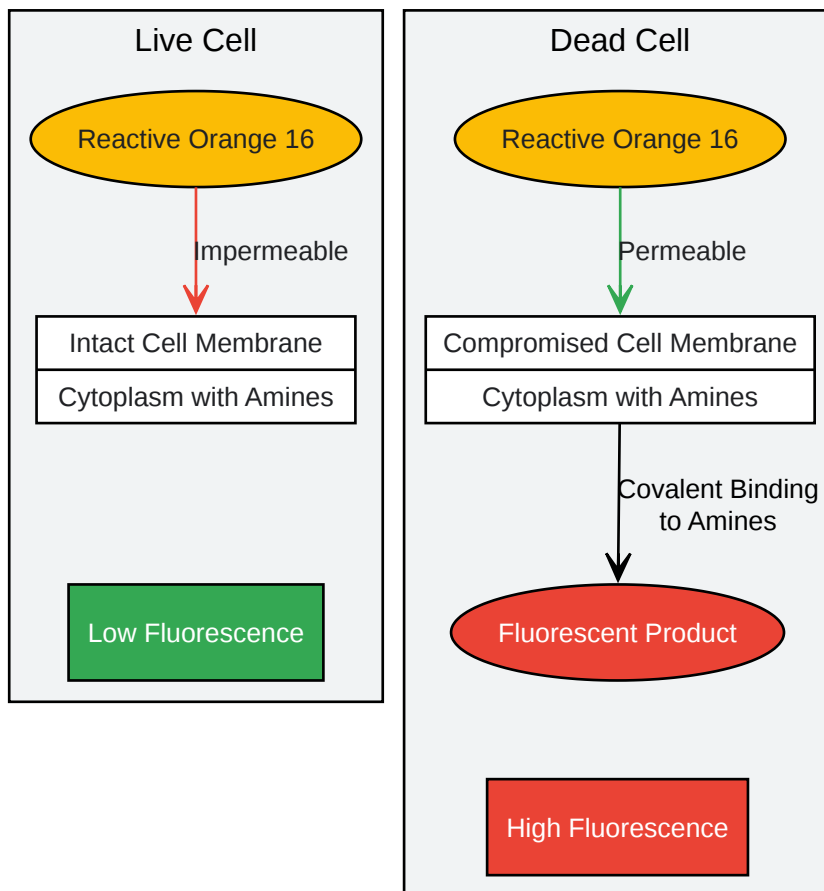 Live Cell
Reactive Orange 16
Impermeable
Intact Cell Membrane
Cytoplasm with Amines
Low Fluorescence
Dead Cell
Reactive Orange 16
Permeable
Compromised Cell Membrane
Cytoplasm with Amines
Covalent Binding
to Amines
Fluorescent Product
High Fluorescence